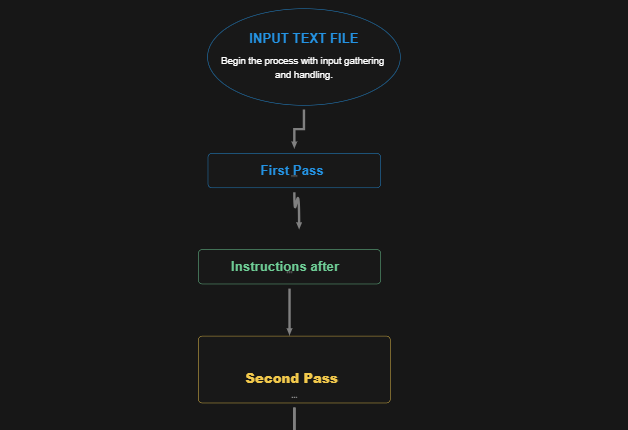 INPUT TEXT FILE
Begin the process with input gathering
and handling.
First Pass
...
Instructions after
...
Second Pass
...